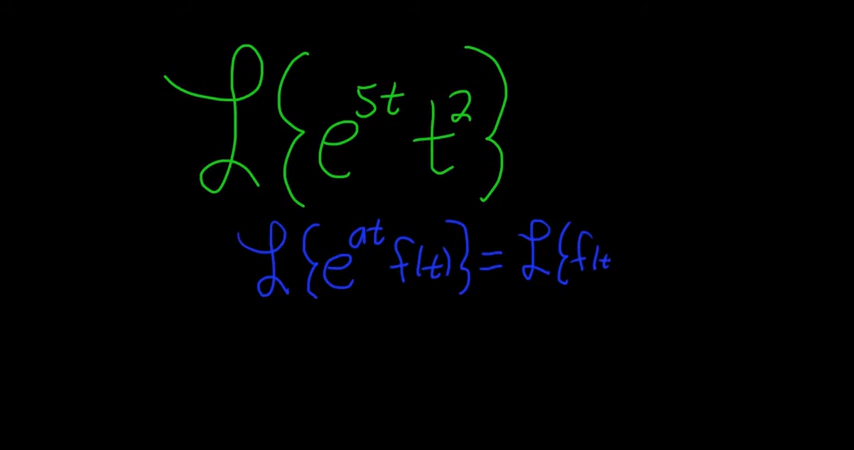 ℒ{e^{5t} t^2}
ℒ{e^{at} f(t)} = ℒ{f(t